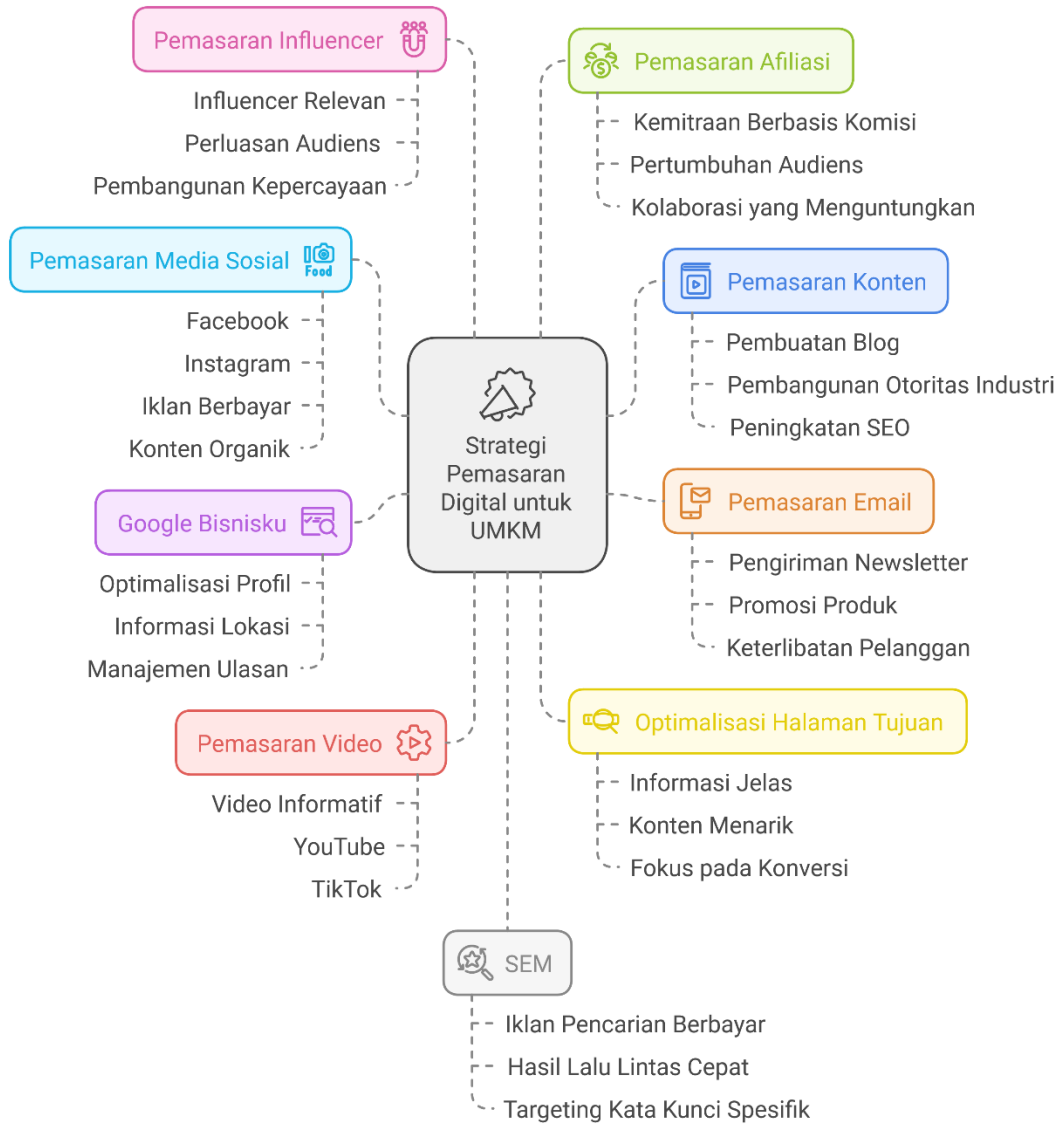 Strategi
Pemasaran
Digital untuk
UMKM
Pemasaran Influencer
Influencer Relevan
Perluasan Audiens
Pembangunan Kepercayaan
Pemasaran Media Sosial
Food
Facebook
Instagram
Iklan Berbayar
Konten Organik
Google Bisnisku
Optimalisasi Profil
Informasi Lokasi
Manajemen Ulasan
Pemasaran Video
Video Informatif
YouTube
TikTok
Pemasaran Afiliasi
Kemitraan Berbasis Komisi
Pertumbuhan Audiens
Kolaborasi yang Menguntungkan
Pemasaran Konten
Pembuatan Blog
Pembangunan Otoritas Industri
Peningkatan SEO
Pemasaran Email
Pengiriman Newsletter
Promosi Produk
Keterlibatan Pelanggan
Optimalisasi Halaman Tujuan
Informasi Jelas
Konten Menarik
Fokus pada Konversi
SEM
Iklan Pencarian Berbayar
Hasil Lalu Lintas Cepat
Targeting Kata Kunci Spesifik